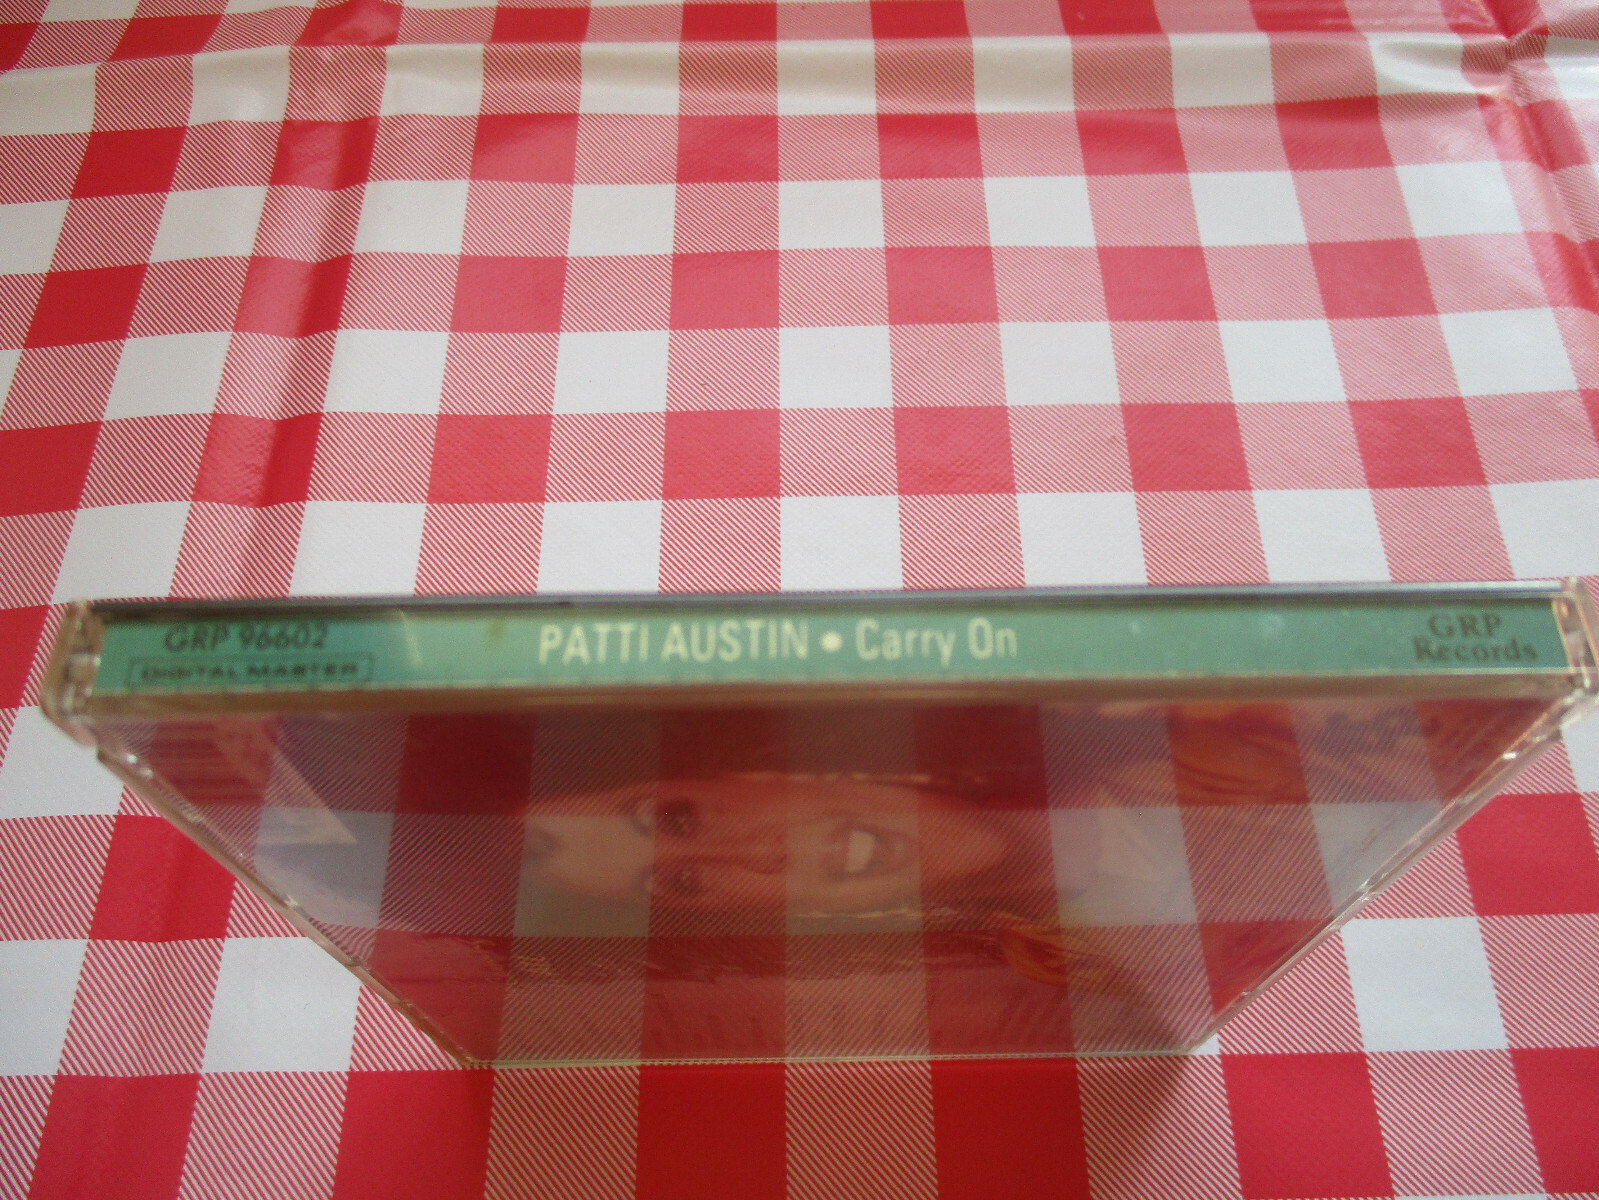 GRP 96602
DIGITAL MASTER
PATTI AUSTIN • Carry On
GRP
Records